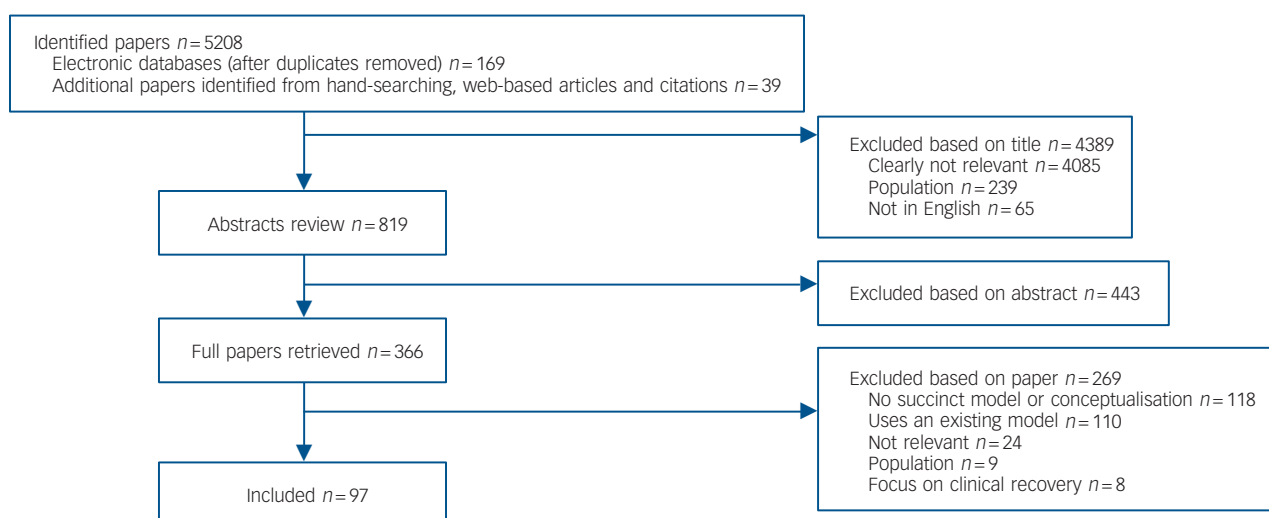 Identified papers n=5208
Electronic databases (after duplicates removed) n=169
Additional papers identified from hand-searching, web-based articles and citations n=39
Excluded based on title n=4389
Clearly not relevant n=4085
Population n=239
Not in English n=65
Abstracts review n=819
Excluded based on abstract n=443
Full papers retrieved n=366
Excluded based on paper n=269
No succinct model or conceptualisation n=118
Uses an existing model n=110
Not relevant n=24
Population n=9
Focus on clinical recovery n=8
Included n=97